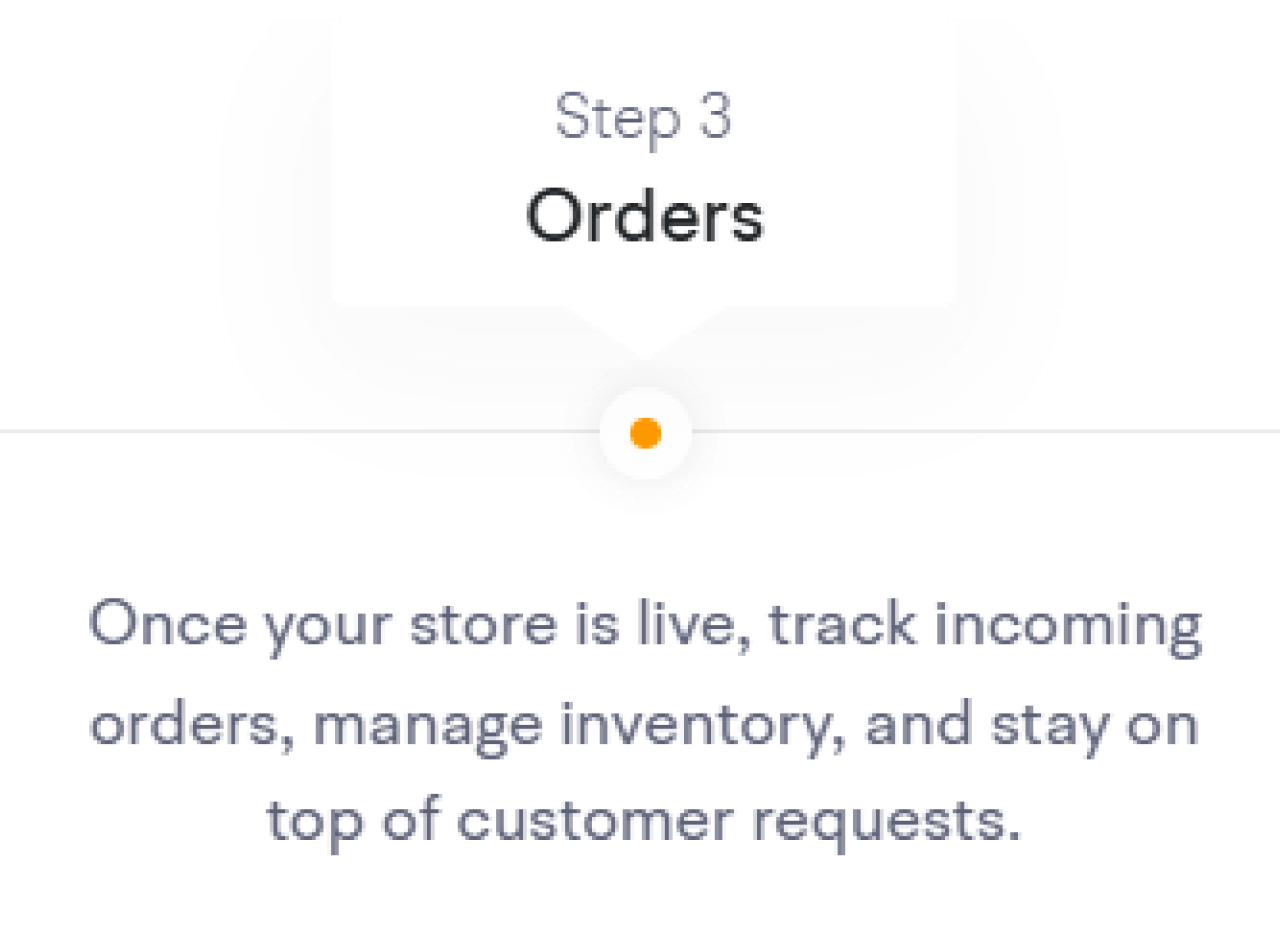 Step 3
Orders
Once your store is live, track incoming
orders, manage inventory, and stay on
top of customer requests.